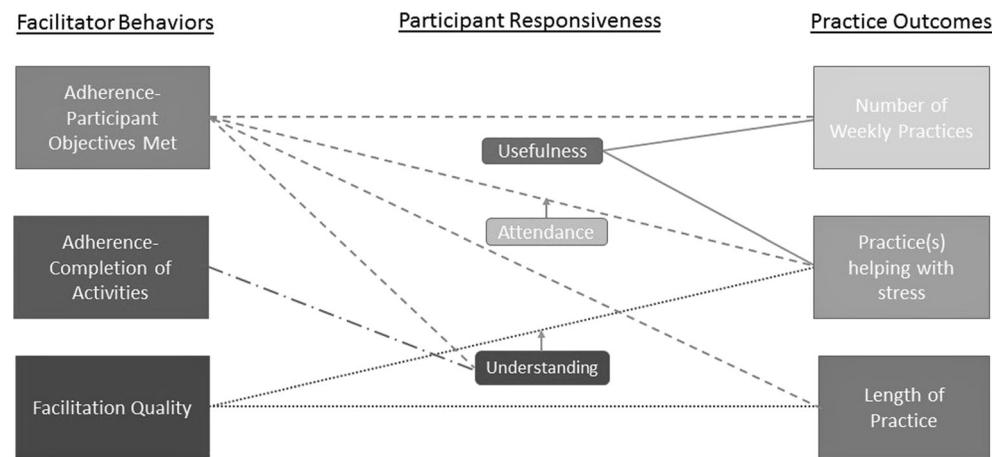 Facilitator Behaviors
Participant Responsiveness
Practice Outcomes
Adherence-
Participant
Objectives Met
Number of
Weekly Practices
Usefulness
Attendance
Adherence-
Completion of
Activities
Practice(s)
helping with
stress
Understanding
Facilitation Quality
Length of
Practice